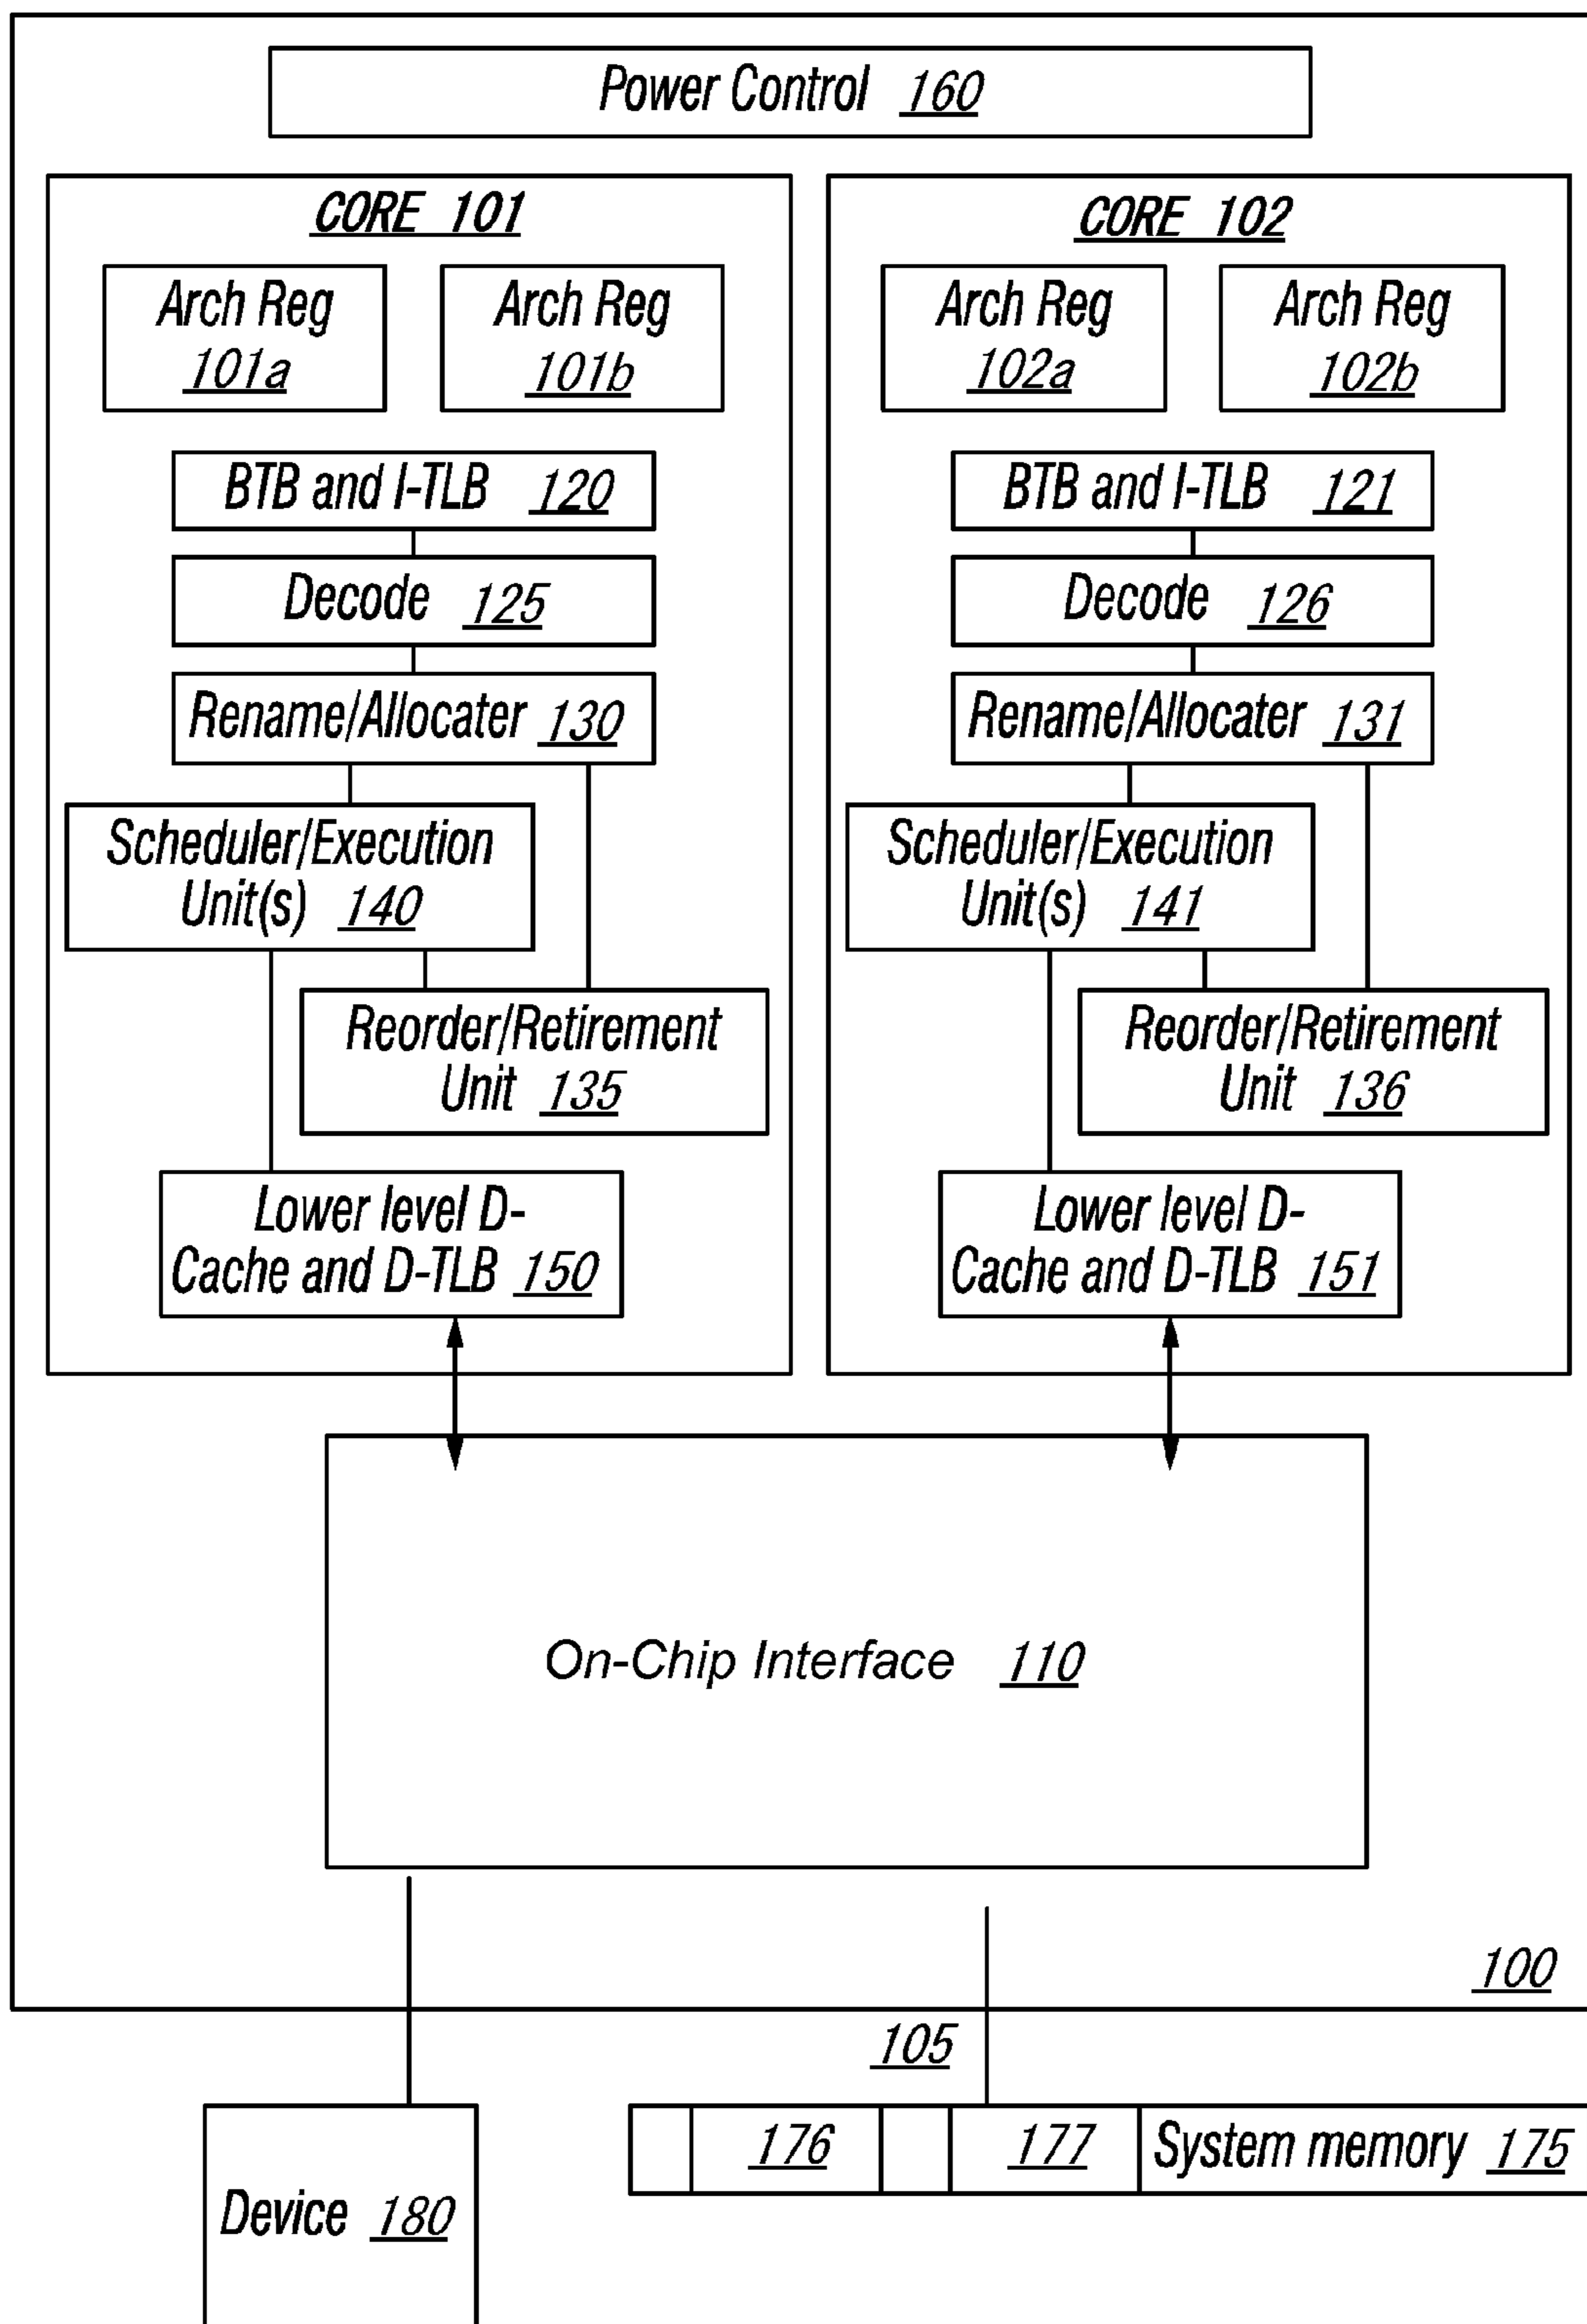 Power Control 160
CORE 101
Arch Reg
101a
Arch Reg
101b
BTB and I-TLB 120
Decode 125
Rename/Allocater 130
Scheduler/Execution
Unit(s) 140
Reorder/Retirement
Unit 135
Lower level D-
Cache and D-TLB 150
CORE 102
Arch Reg
102a
Arch Reg
102b
BTB and I-TLB 121
Decode 126
Rename/Allocater 131
Scheduler/Execution
Unit(s) 141
Reorder/Retirement
Unit 136
Lower level D-
Cache and D-TLB 151
On-Chip Interface 110
100
105
176
177
System memory 175
Device 180